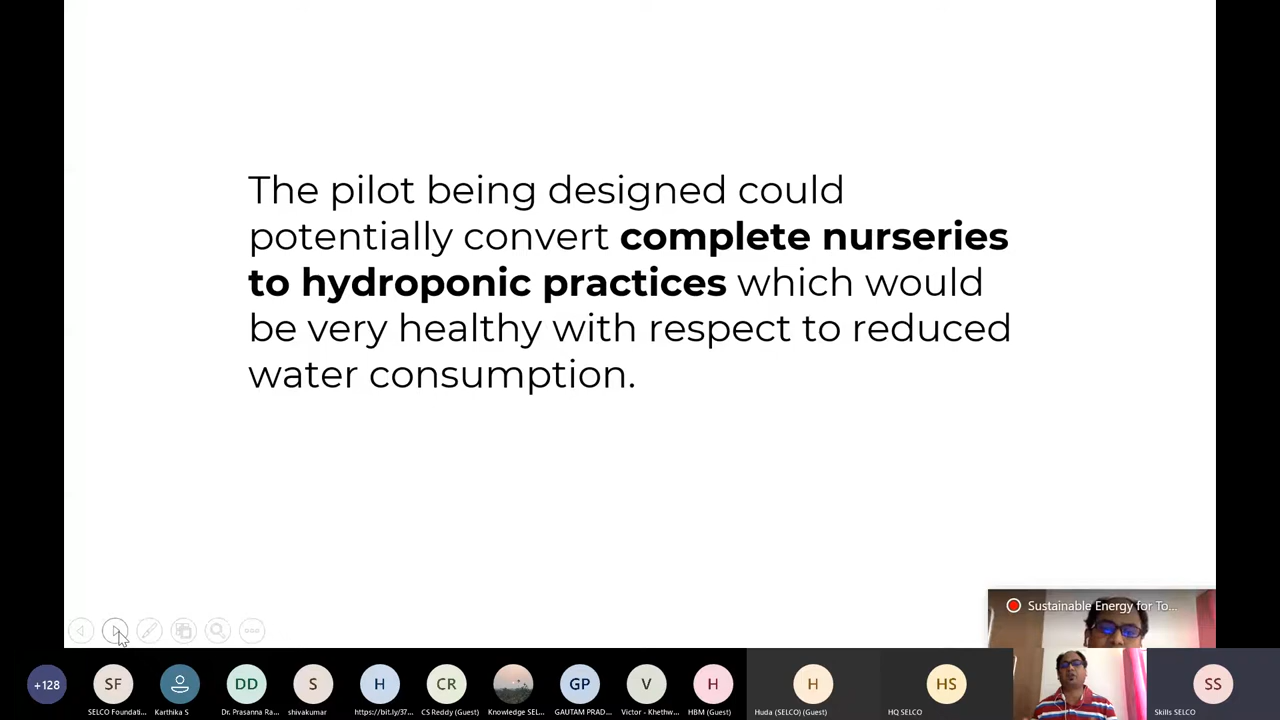 The pilot being designed could
potentially convert complete nurseries
to hydroponic practices which would
be very healthy with respect to reduced
water consumption.
Sustainable Energy for To...
+128
SF
DD
S
H
CR
GP
V
H
H
HS
SS
SELCO Foundati...
Karthika S
Dr. Prasanna Ra...
shivakumar
https://bit.ly/37...
CS Reddy (Guest)
Knowledge SEL...
GAUTAM PRAD...
Victor - Khethw...
HBM (Guest)
Huda (SELCO) (Guest)
HQ SELCO
Skills SELCO